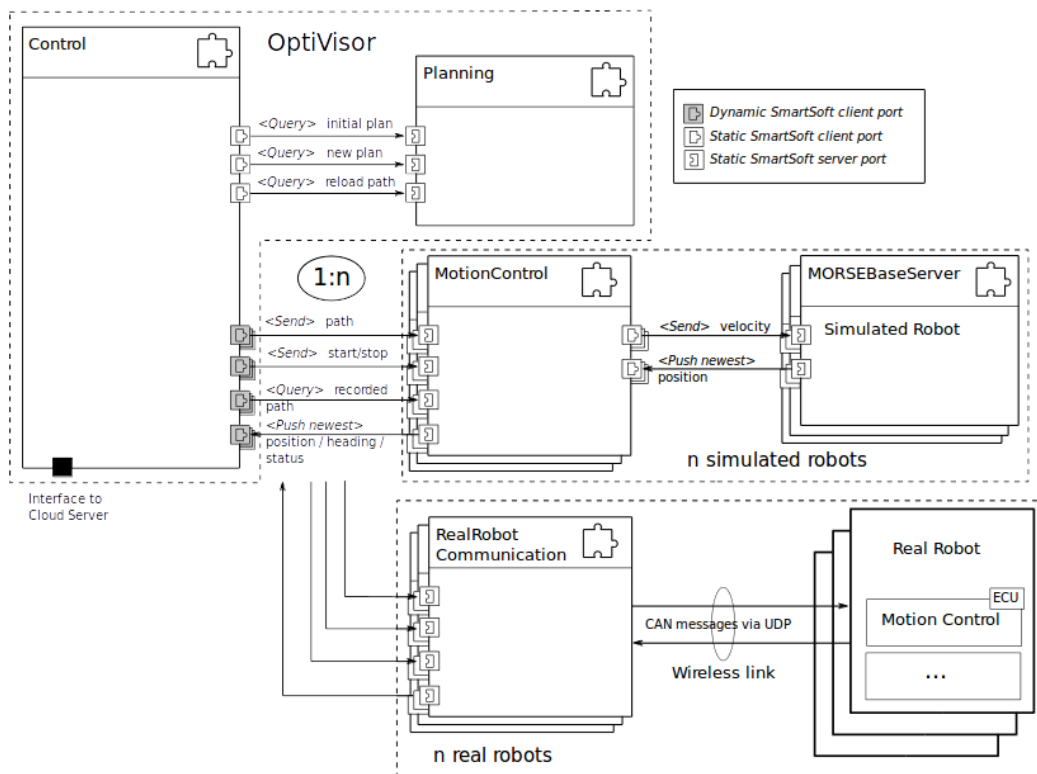 Control
OptiVisor
Planning
<Query> initial plan
<Query> new plan
<Query> reload path
Dynamic SmartSoft client port
Static SmartSoft client port
Static SmartSoft server port
1:n
<Send> path
<Send> start/stop
<Query> recorded
path
<Push newest>
position / heading /
status
MotionControl
<Send> velocity
<Push newest>
position
MORSEBaseServer
Simulated Robot
n simulated robots
Interface to
Cloud Server
RealRobot
Communication
CAN messages via UDP
Wireless link
Real Robot
ECU
Motion Control
...
n real robots